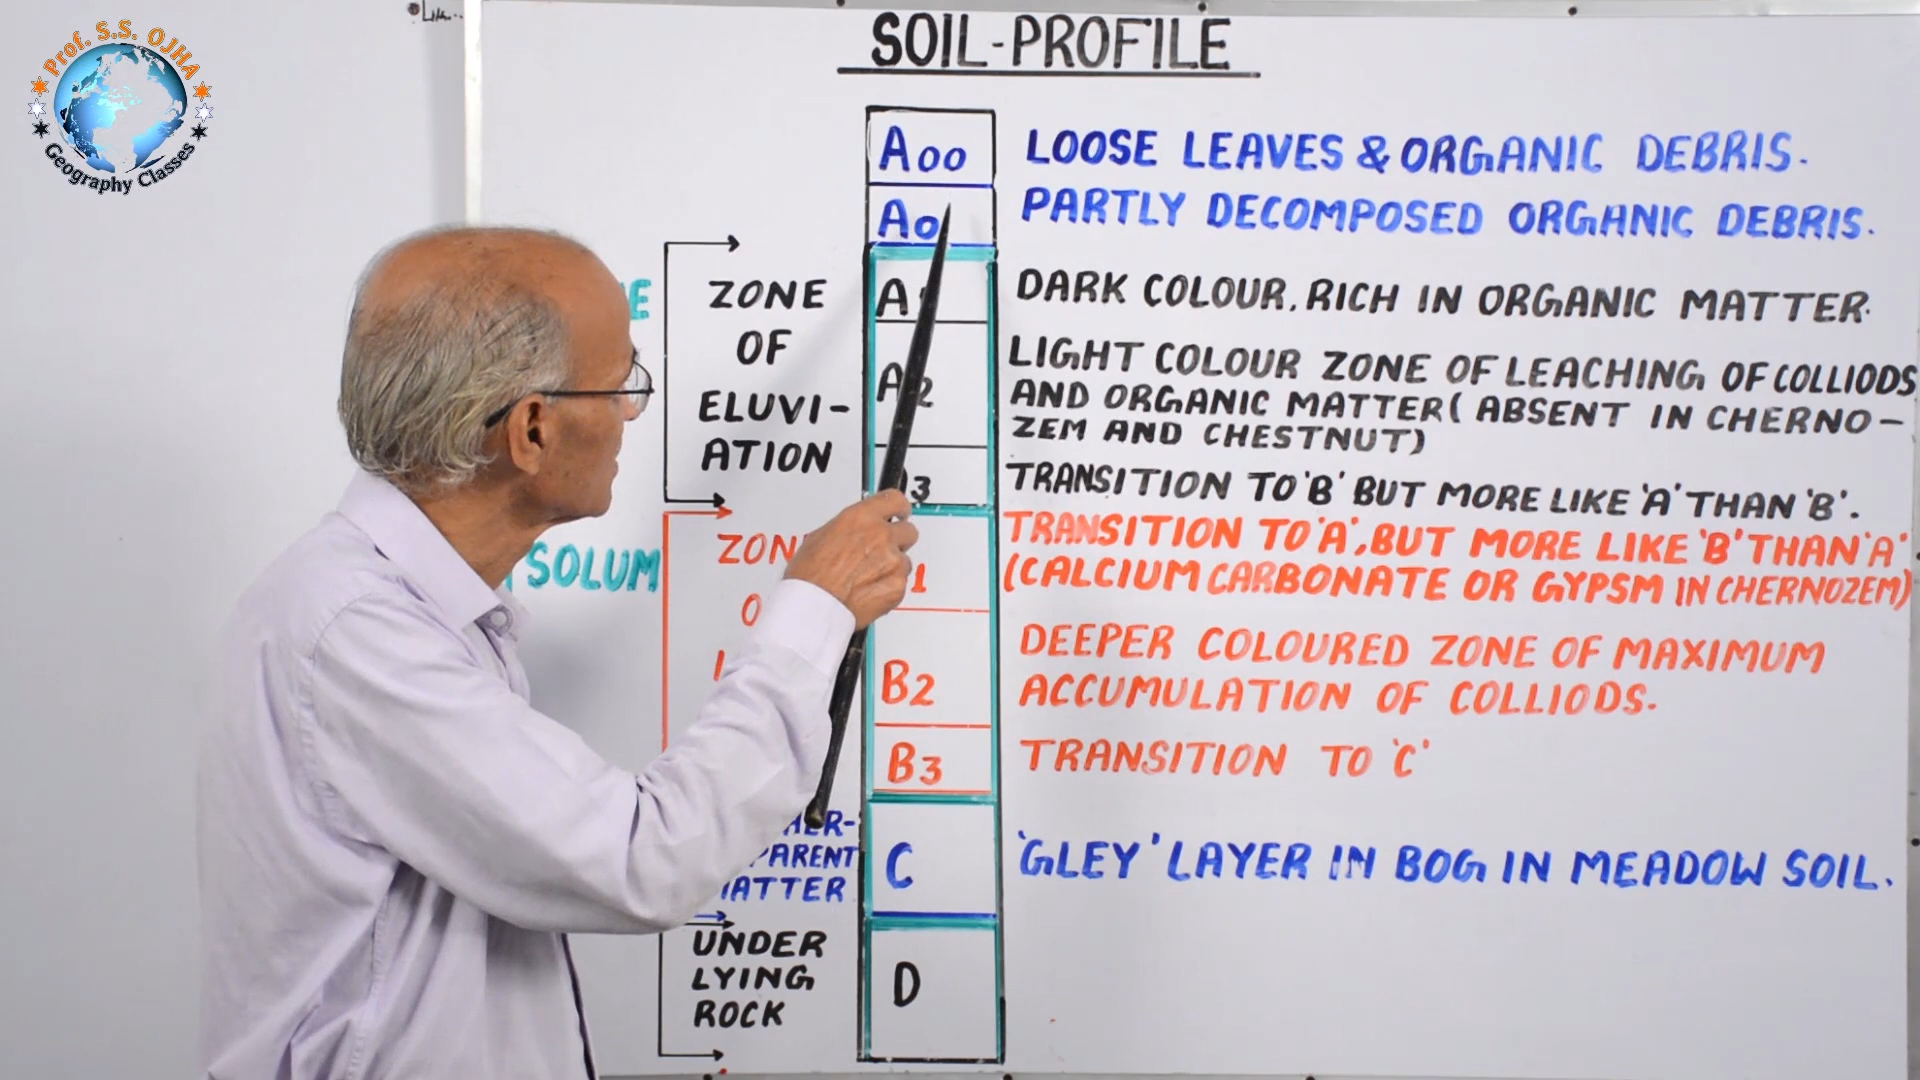 Prof. S.S. OJHA
Geography Classes
SOIL-PROFILE
A00 LOOSE LEAVES & ORGANIC DEBRIS.
A0 PARTLY DECOMPOSED ORGANIC DEBRIS.
ZONE
OF
ELUVI-
ATION
DARK COLOUR. RICH IN ORGANIC MATTER.
A2 LIGHT COLOUR ZONE OF LEACHING OF COLLIODS
AND ORGANIC MATTER( ABSENT IN CHERNO-
ZEM AND CHESTNUT)
TRANSITION TO 'B' BUT MORE LIKE 'A' THAN 'B'.
SOLUM
TRANSITION TO 'A', BUT MORE LIKE 'B' THAN 'A'
(CALCIUM CARBONATE OR GYPSM IN CHERNOZEM)
B2 DEEPER COLOURED ZONE OF MAXIMUM
ACCUMULATION OF COLLIODS.
B3 TRANSITION TO 'C'
PARENT
C 'GLEY' LAYER IN BOG IN MEADOW SOIL.
UNDER
LYING
ROCK
D